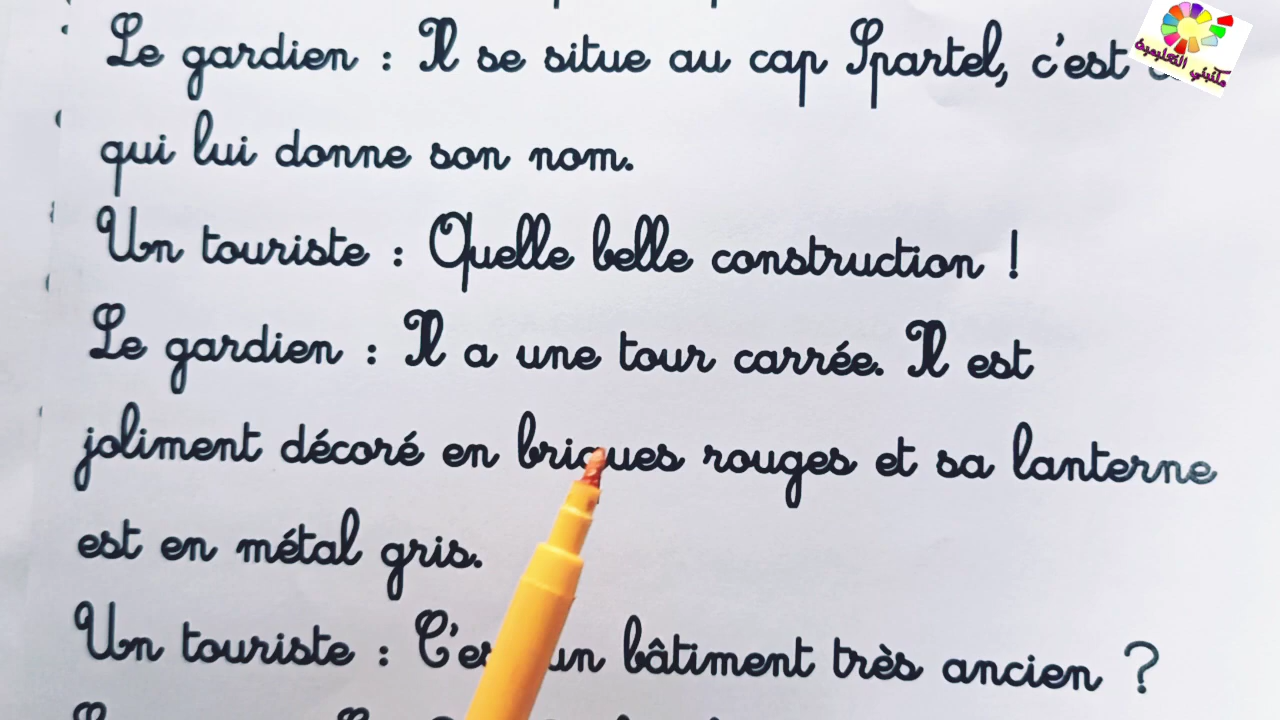 Le gardien : Il se situe au cap Spartel, c'est
qui lui donne son nom.
Un touriste : Quelle belle construction !
Le gardien : Il a une tour carrée. Il est
joliment décoré en briques rouges et sa lanterne
est en métal gris.
Un touriste : C'est un bâtiment très ancien ?
مكتبتي التعليمية